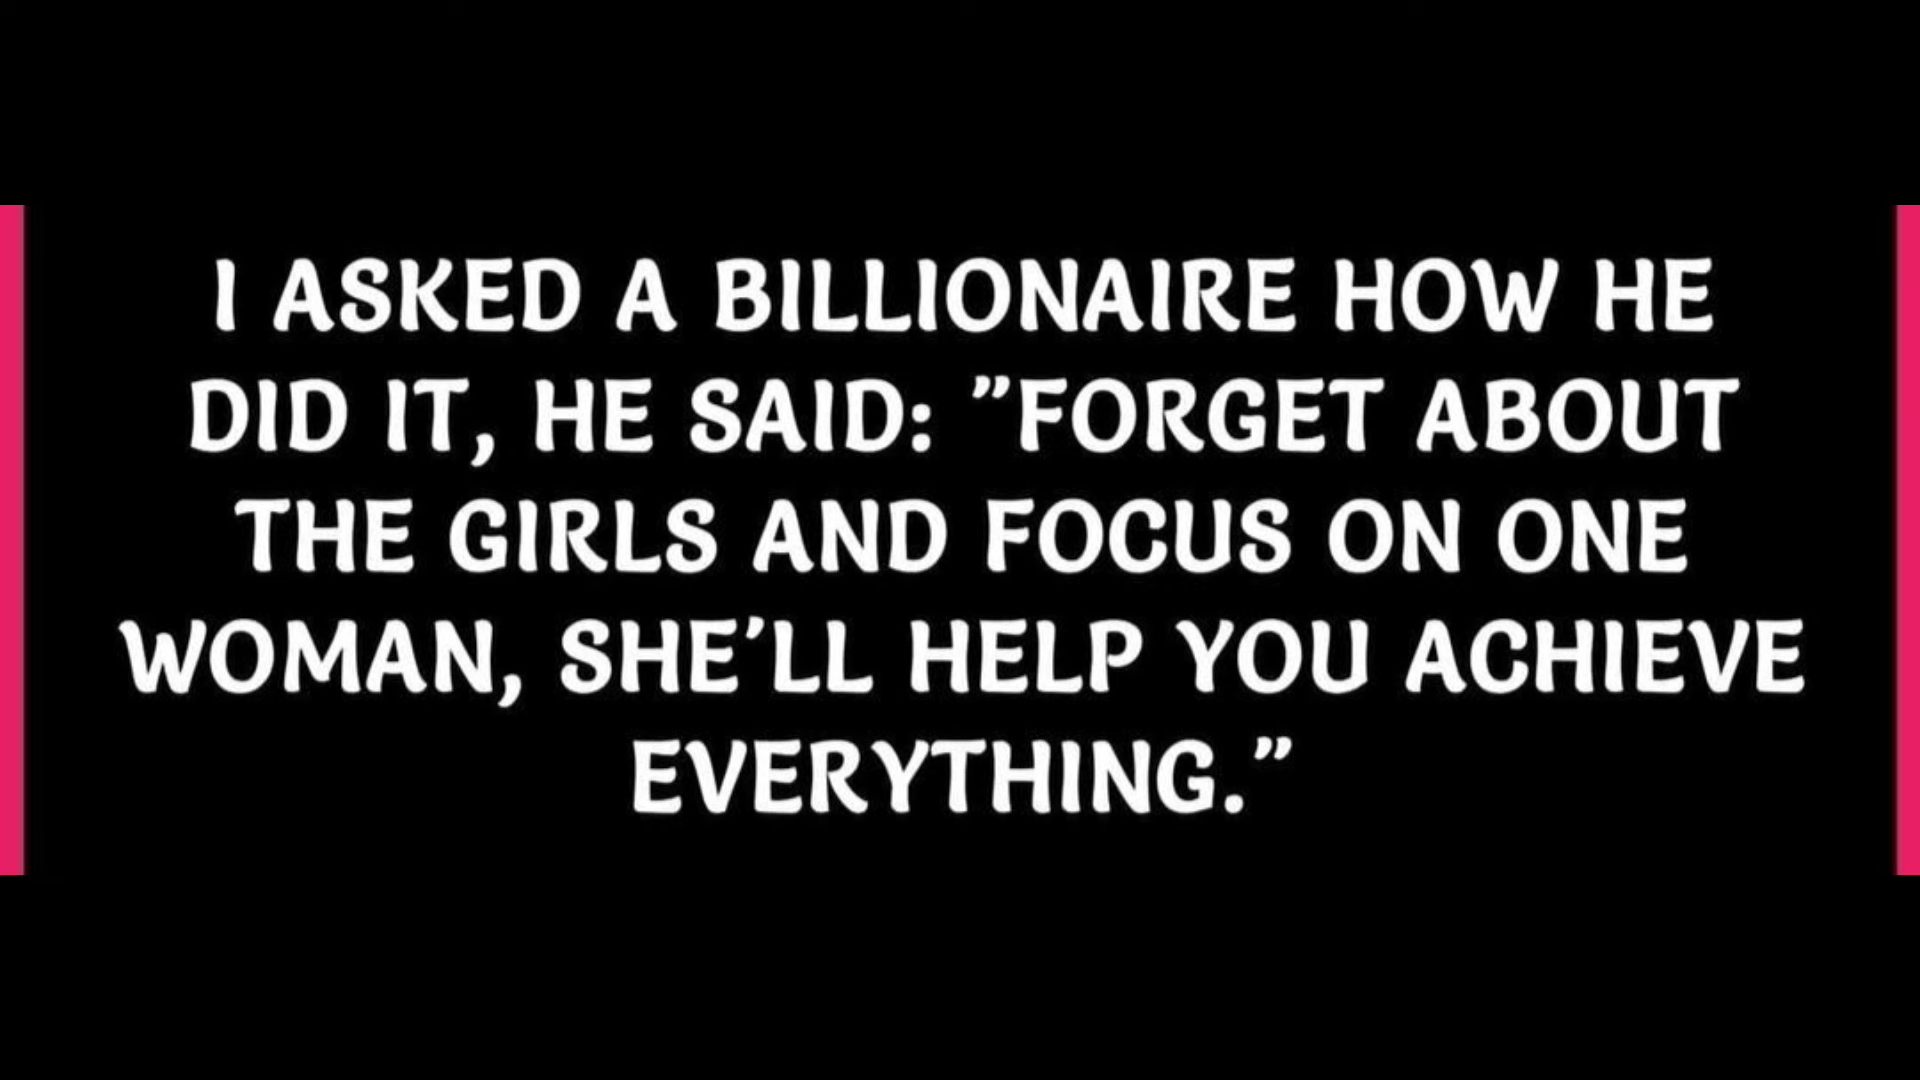 I ASKED A BILLIONAIRE HOW HE
DID IT, HE SAID: ”FORGET ABOUT
THE GIRLS AND FOCUS ON ONE
WOMAN, SHE’LL HELP YOU ACHIEVE
EVERYTHING.”